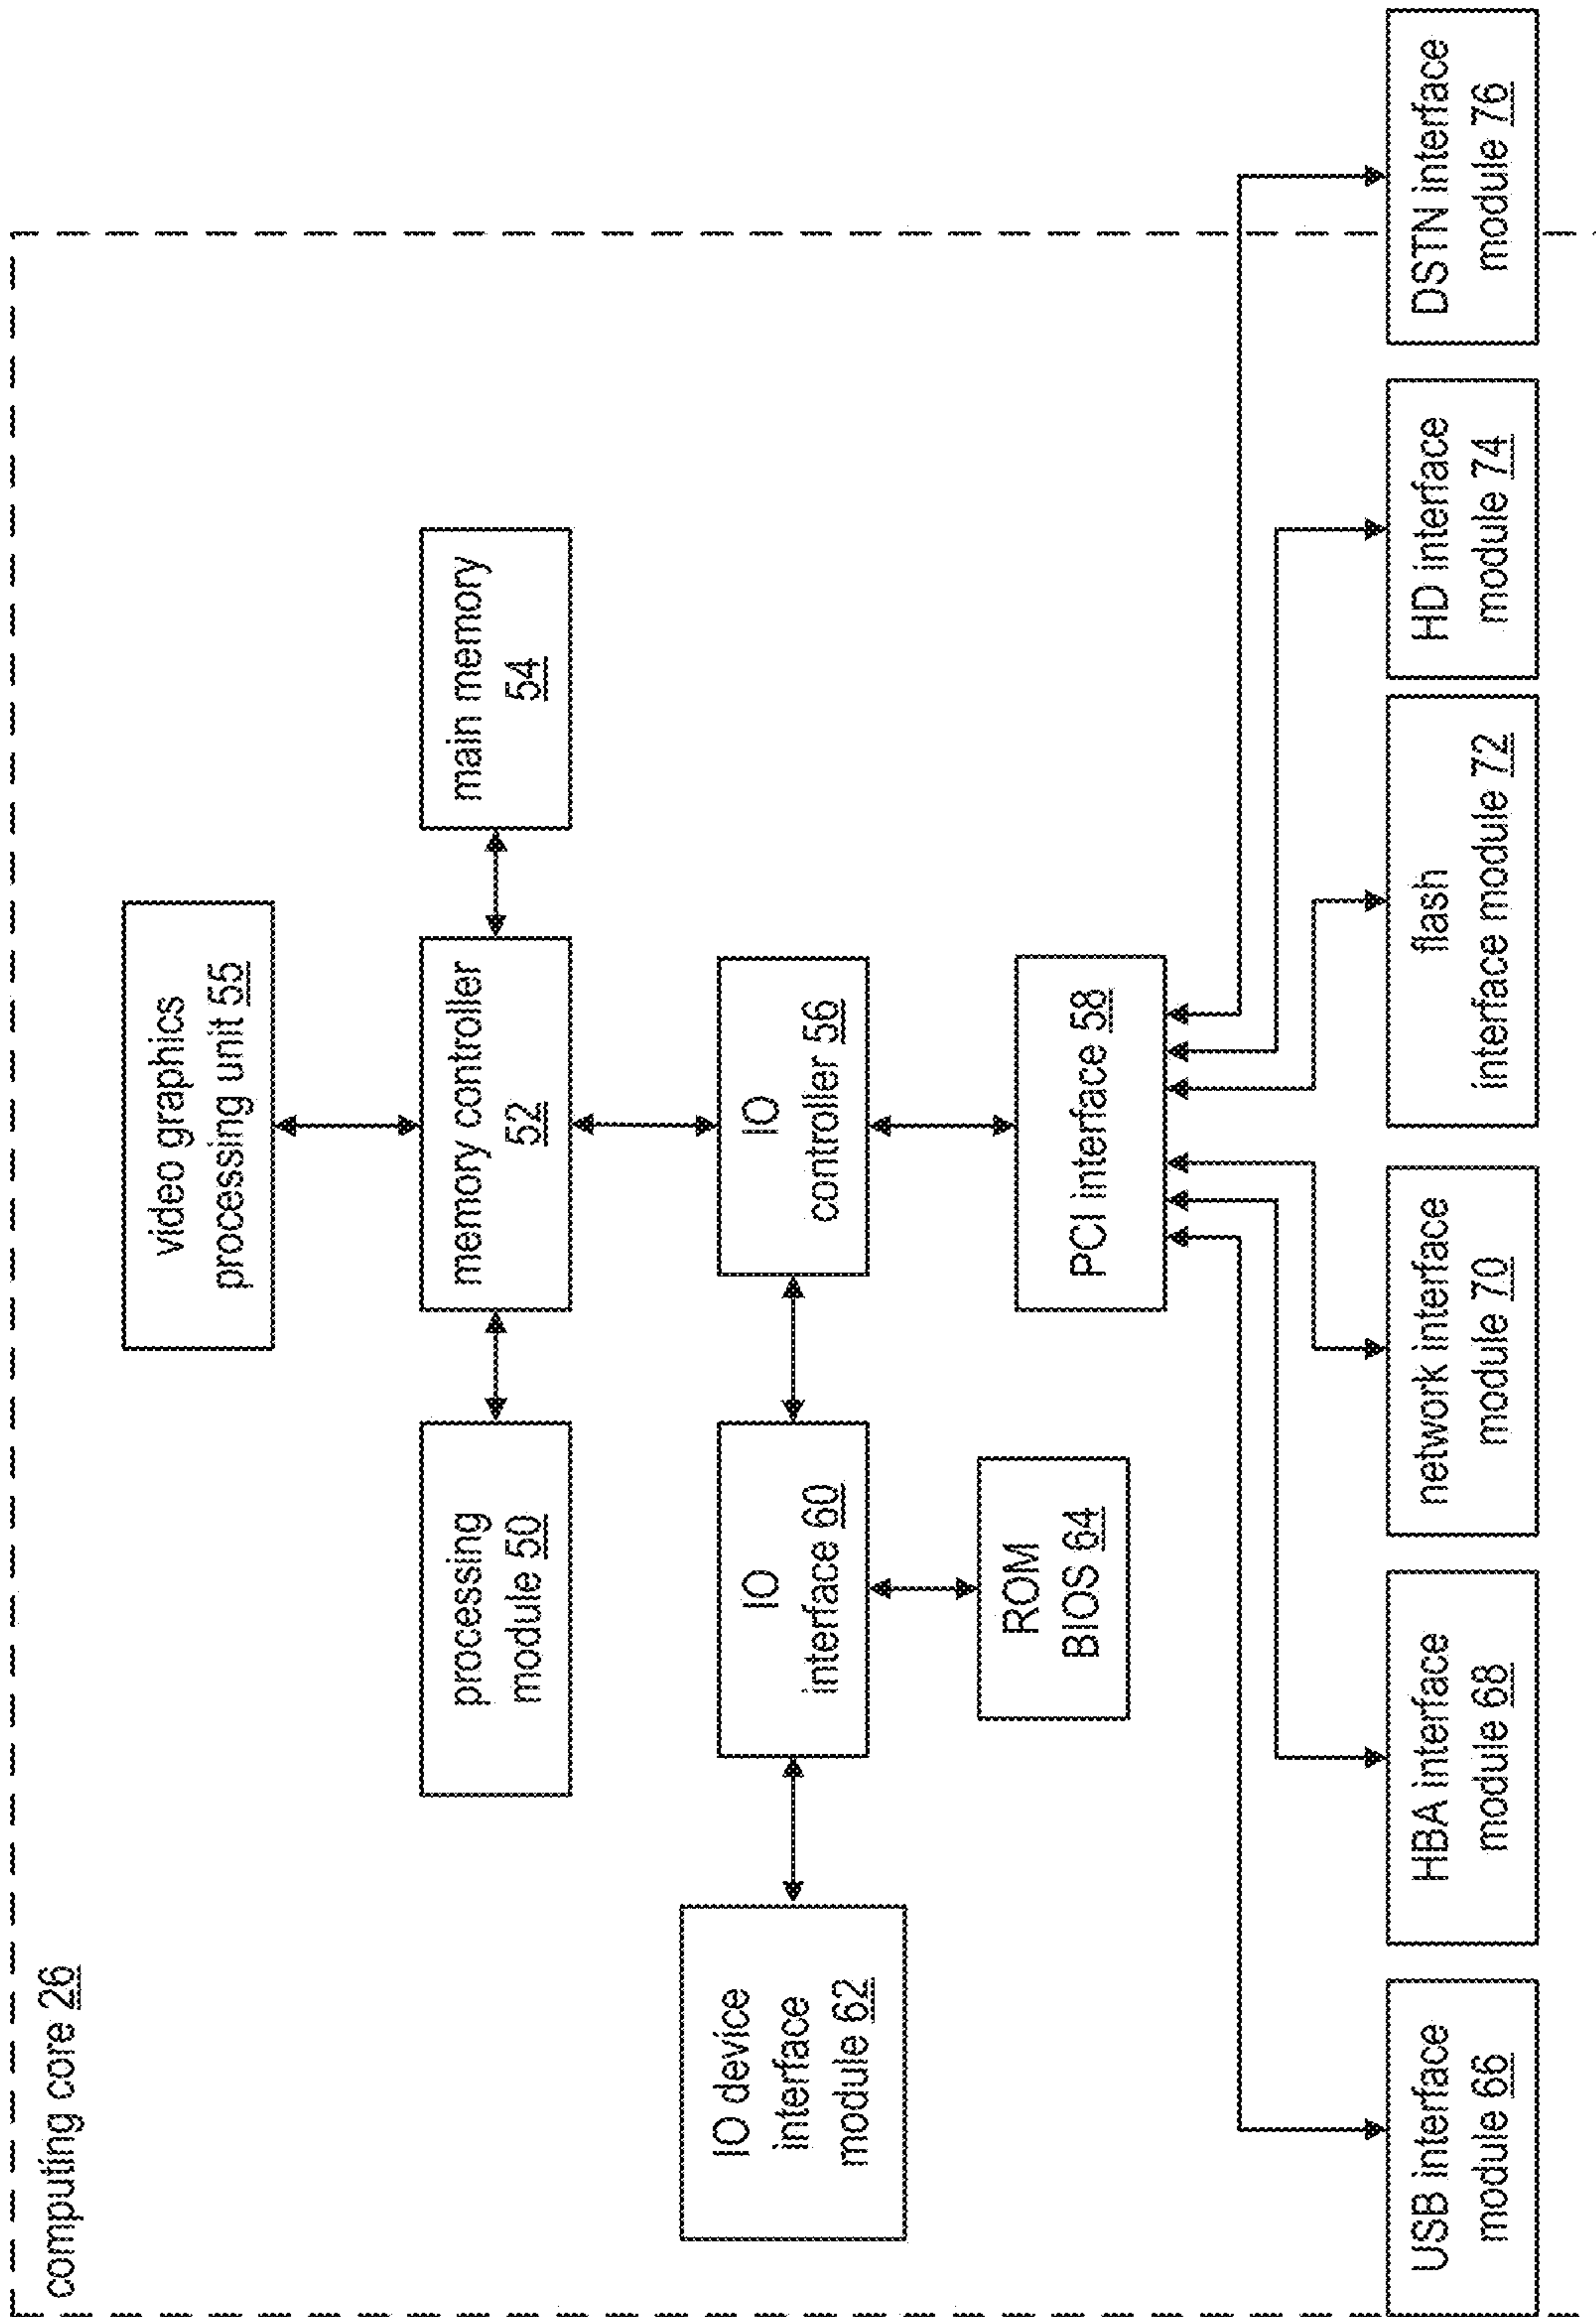 computing core 26
video graphics
processing unit 55
processing
module 50
memory controller
52
main memory
54
IO device
interface
module 62
IO
interface 60
IO
controller 56
ROM
BIOS 64
PCI interface 58
USB interface
module 66
HBA interface
module 68
network interface
module 70
flash
interface module 72
HD interface
module 74
DSTN interface
module 76